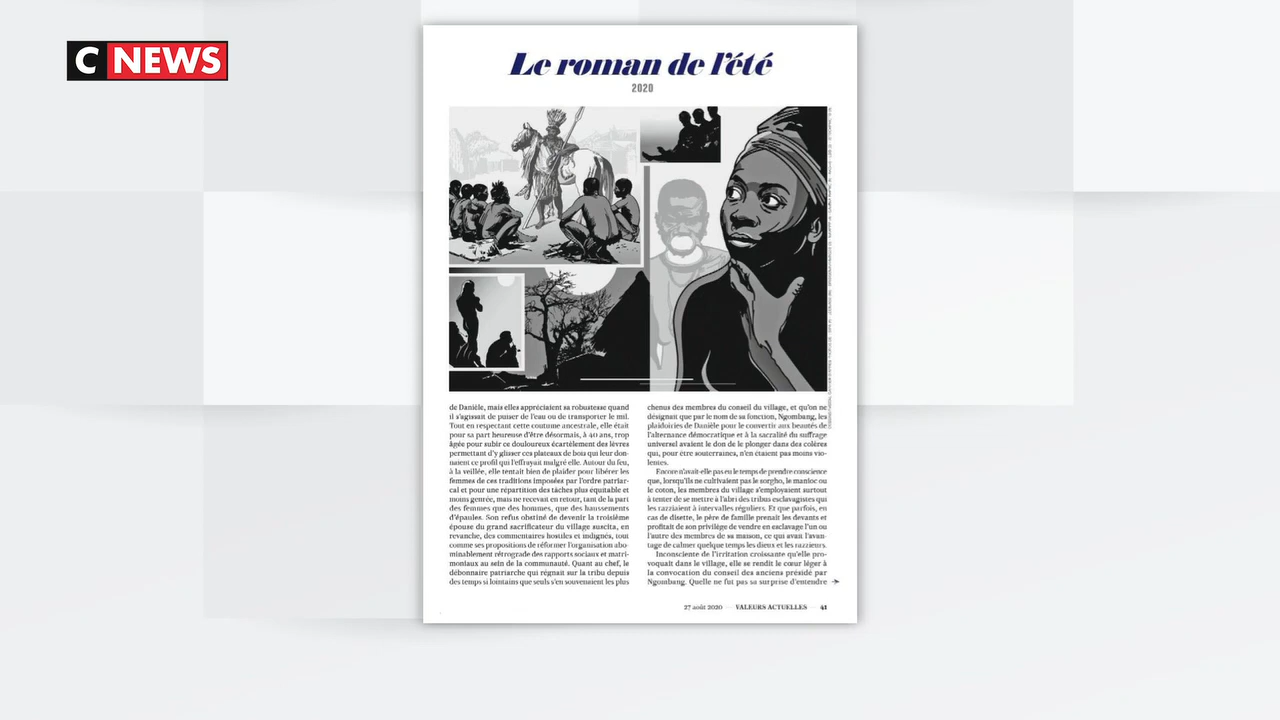 CNEWS
Le roman de l'été
2020
de Danièle, mais elles appréciaient sa robustesse quand
il s'agissait de puiser de l'eau ou de transporter le mil.
Tout en respectant cette coutume ancestrale, elle était
pour sa part heureuse d'être désormais, à 40 ans, trop
âgée pour subir ce douloureux écartèlement des lèvres
permettant d'y glisser ces plateaux de bois qui leur don-
naient ce profil qui l'effrayait malgré elle. Autour du feu,
à la veillée, elle tentait bien de plaider pour libérer les
femmes de ces traditions imposées par l'ordre patriar-
cal et pour une répartition des tâches plus équitable et
moins genrée, mais ne recevait en retour, tant de la part
des femmes que des hommes, que des haussements
d'épaules. Son refus obstiné de devenir la troisième
épouse du grand sacrificateur du village suscita, en
revanche, des commentaires hostiles et indignés, tout
comme ses propositions de réformer l'organisation abo-
minablement rétrograde des rapports sociaux et matri-
moniaux au sein de la communauté. Quant au chef, le
débonnaire patriarche qui régnait sur la tribu depuis
des temps si lointains que seuls s'en souvenaient les plus
chenus des membres du conseil du village, et qu'on ne
désignait que par le nom de sa fonction, Ngombang, les
plaidoiries de Danièle pour le convertir aux beautés de
l'alternance démocratique et à la sacralité du suffrage
universel avaient le don de le plonger dans des colères
qui, pour être souterraines, n'en étaient pas moins vio-
lentes.
Encore n'avait-elle pas eu le temps de prendre conscience
que, lorsqu'ils ne cultivaient pas le sorgho, le manioc ou
le coton, les membres du village s'employaient surtout
à tenter de se mettre à l'abri des tribus esclavagistes qui
les razziaient à intervalles réguliers. Et que parfois, en
cas de disette, le père de famille prenait les devants et
profitait de son privilège de vendre en esclavage l'un ou
l'autre des membres de sa maison, ce qui avait l'avan-
tage de calmer quelque temps les dieux et les razzieurs.
Inconsciente de l'irritation croissante qu'elle pro-
voquait dans le village, elle se rendit le cœur léger à
la convocation du conseil des anciens présidé par
Ngombang. Quelle ne fut pas sa surprise d'entendre
27 août 2020 — VALEURS ACTUELLES — 41